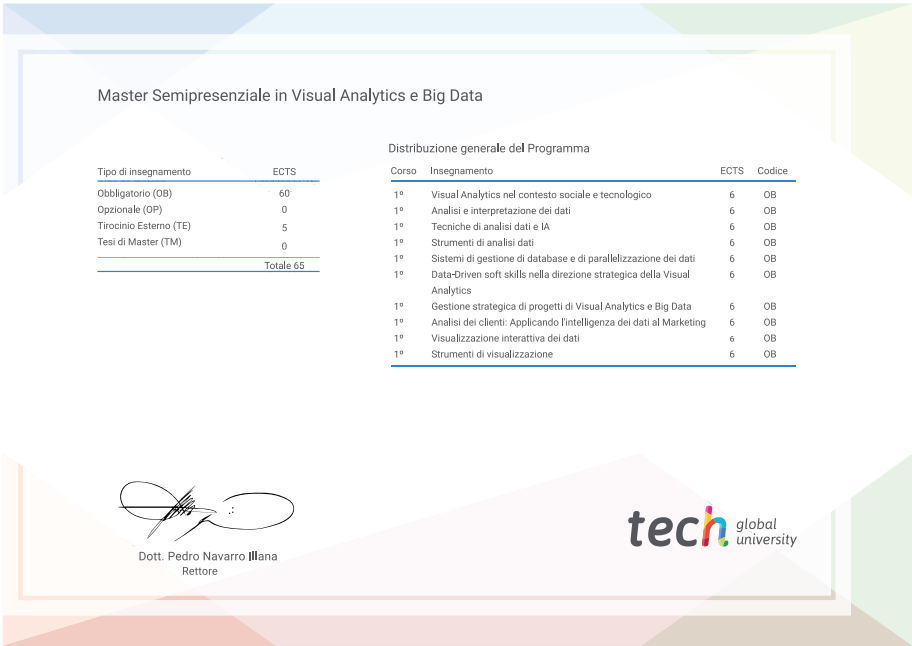 Master Semipresenziale in Visual Analytics e Big Data
Tipo di insegnamento ECTS
Obbligatorio (OB) 60
Opzionale (OP) 0
Tirocinio Esterno (TE) 5
Tesi di Master (TM) 0
Totale 65
Distribuzione generale del Programma
Corso Insegnamento ECTS Codice
1º Visual Analytics nel contesto sociale e tecnologico 6 OB
1º Analisi e interpretazione dei dati 6 OB
1º Tecniche di analisi dati e IA 6 OB
1º Strumenti di analisi dati 6 OB
1º Sistemi di gestione di database e di parallelizzazione dei dati 6 OB
1º Data-Driven soft skills nella direzione strategica della Visual 6 OB
Analytics
1º Gestione strategica di progetti di Visual Analytics e Big Data 6 OB
1º Analisi dei clienti: Applicando l'intelligenza dei dati al Marketing 6 OB
1º Visualizzazione interattiva dei dati 6 OB
1º Strumenti di visualizzazione 6 OB
Dott. Pedro Navarro Illana
Rettore
tech global
university